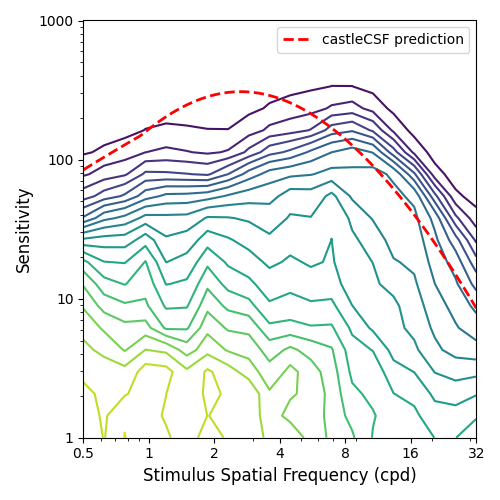 1000
castleCSF prediction
100
Sensitivity
10
1
0.5 1 2 4 8 16 32
Stimulus Spatial Frequency (cpd)